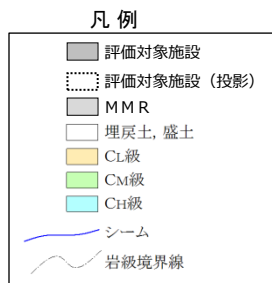 凡 例
評価対象施設
評価対象施設（投影）
ＭＭＲ
埋戻土, 盛土
CL級
CM級
CH級
シーム
岩級境界線